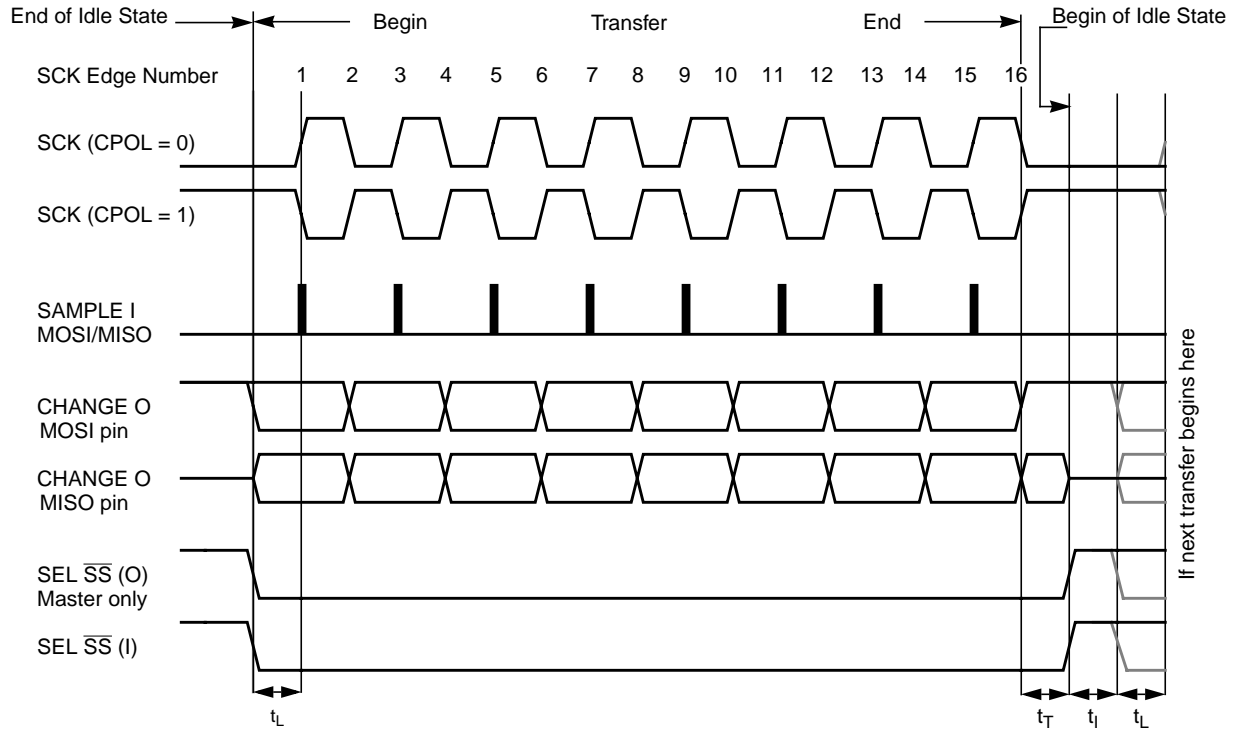 End of Idle State
Begin
Transfer
End
Begin of Idle State
SCK Edge Number
1 2 3 4 5 6 7 8 9 10 11 12 13 14 15 16
SCK (CPOL = 0)
SCK (CPOL = 1)
SAMPLE I
MOSI/MISO
CHANGE O
MOSI pin
CHANGE O
MISO pin
SEL S̅S̅ (O)
Master only
SEL S̅S̅ (I)
tL
tT
tI
tL
If next transfer begins here